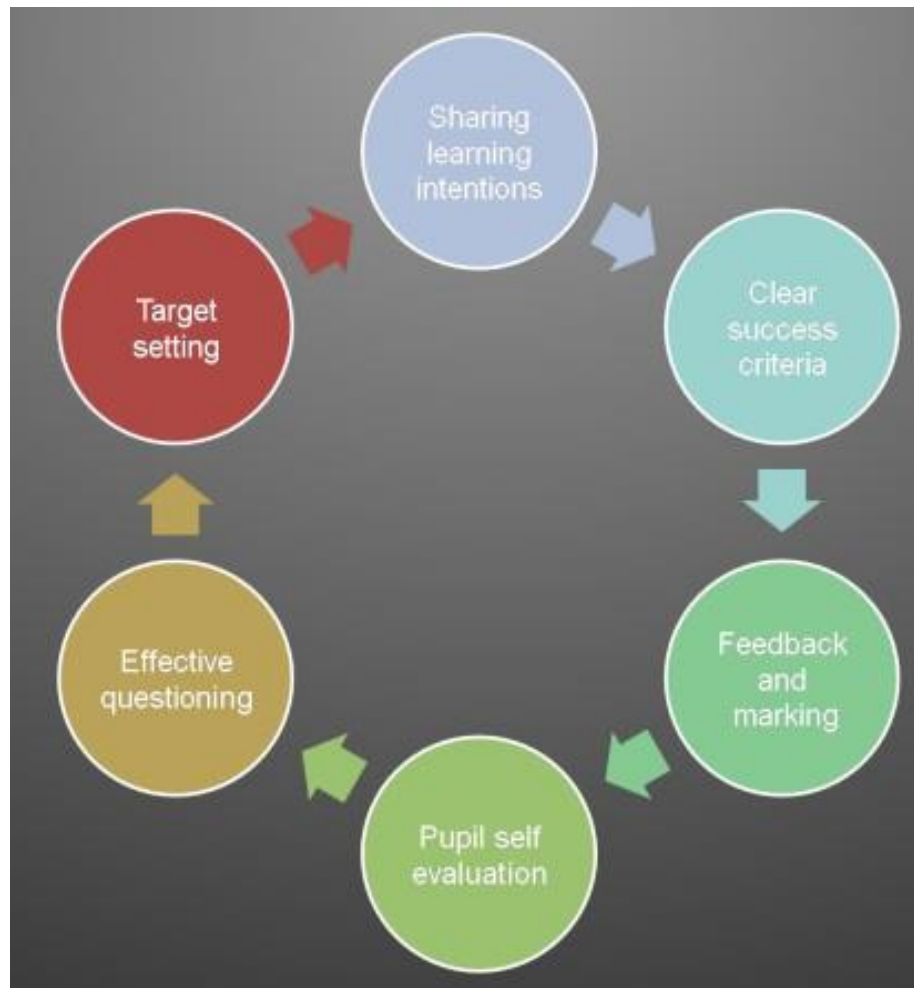 Sharing
learning
intentions
Clear
success
criteria
Feedback
and
marking
Pupil self
evaluation
Effective
questioning
Target
setting